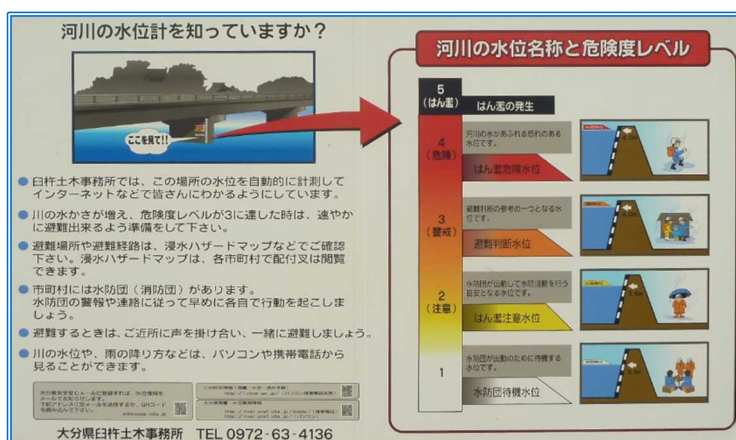 河川の水位計を知っていますか？
ここを見て!!
●臼杵土木事務所では、この場所の水位を自動的に計測して
インターネットなどで皆さんにわかるようにしています。
●川の水かさが増え、危険度レベルが3に達した時は、速やか
に避難出来るよう準備をして下さい。
●避難場所や避難経路は、浸水ハザードマップなどでご確認
下さい。浸水ハザードマップは、各市町村で配付又は閲覧
できます。
●市町村には水防団（消防団）があります。
水防団の警報や連絡に従って早めに各自で行動を起こしま
しょう。
●避難するときは、ご近所に声を掛け合い、一緒に避難しましょう。
●川の水位や、雨の降り方などは、パソコンや携帯電話から
見ることができます。
大分県臼杵土木事務所 TEL 0972-63-4136
河川の水位名称と危険度レベル
5
(はん濫)
はん濫の発生
4
(危険)
河川の水があふれる恐れのある
水位です。
はん濫危険水位
3
(警戒)
避難判断の参考の一つとなる水
位です。
避難判断水位
2
(注意)
水防団が出動して水防活動を行う
目安となる水位です。
はん濫注意水位
1
水防団が出動のために待機する
水位です。
水防団待機水位